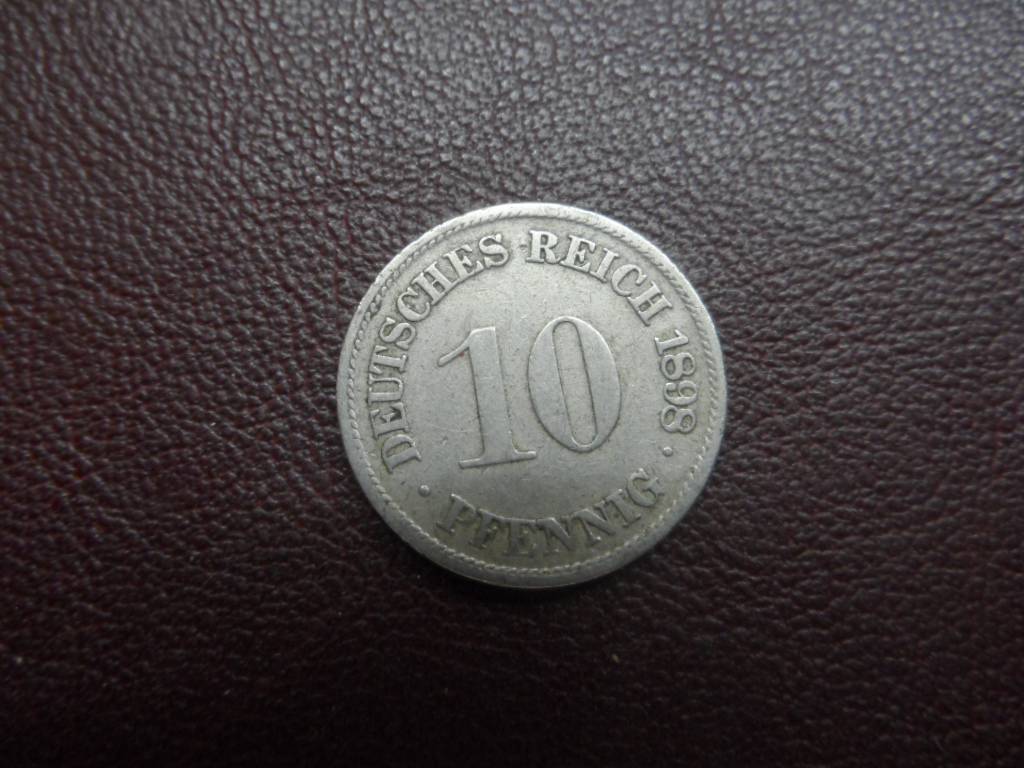 DEUTSCHES REICH 1898
10
· PFENNIG ·